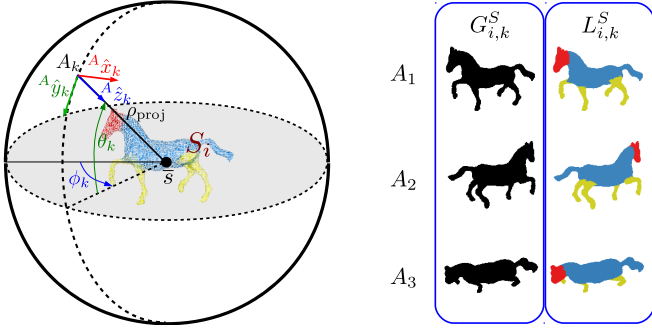 A_k
^A x̂_k
^A ŷ_k
^A ẑ_k
ρ_proj
θ_k
S_i
ϕ_k
s̄
G^S_{i,k} L^S_{i,k}
A_1
A_2
A_3